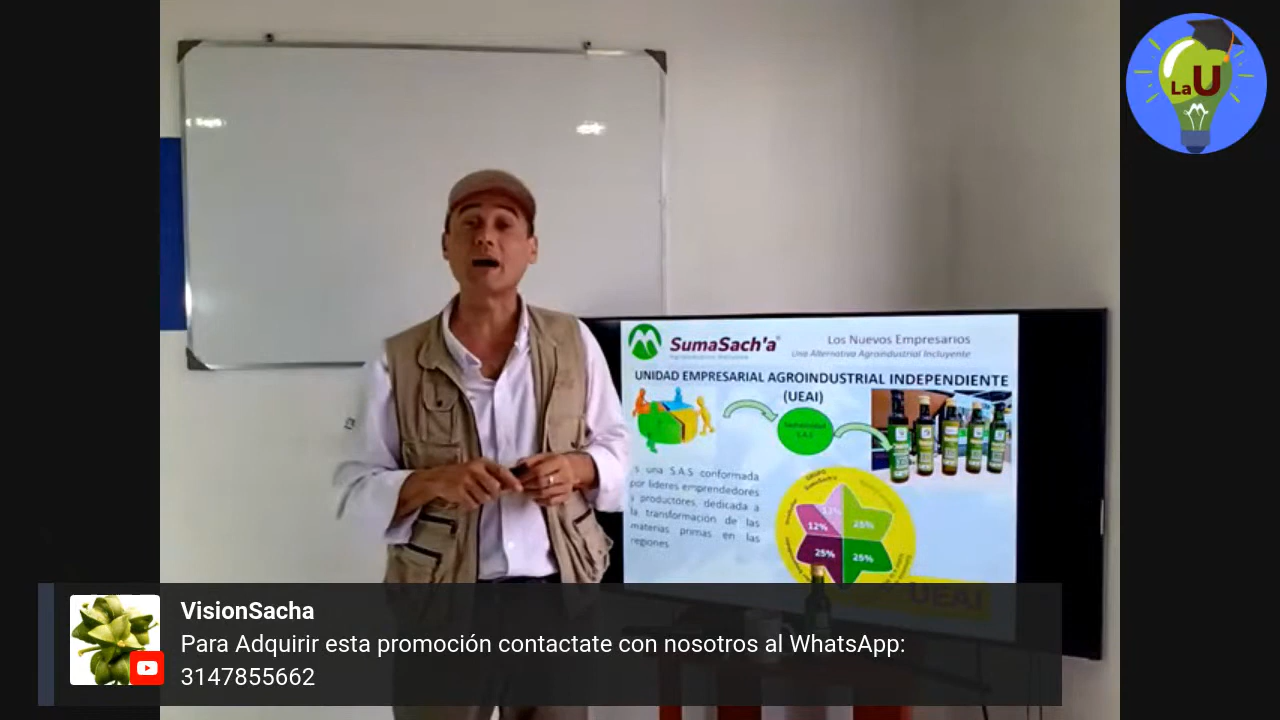 La U
SumaSach'a
Los Nuevos Empresarios
Una Alternativa Agroindustrial Incluyente
UNIDAD EMPRESARIAL AGROINDUSTRIAL INDEPENDIENTE
(UEAI)
S.A.S
s una S.A.S conformada
por lideres emprendedores
y productores, dedicada a
la transformación de las
materias primas en las
regiones
13%
25%
12%
25%
25%
UEAI
VisionSacha
Para Adquirir esta promoción contactate con nosotros al WhatsApp:
3147855662